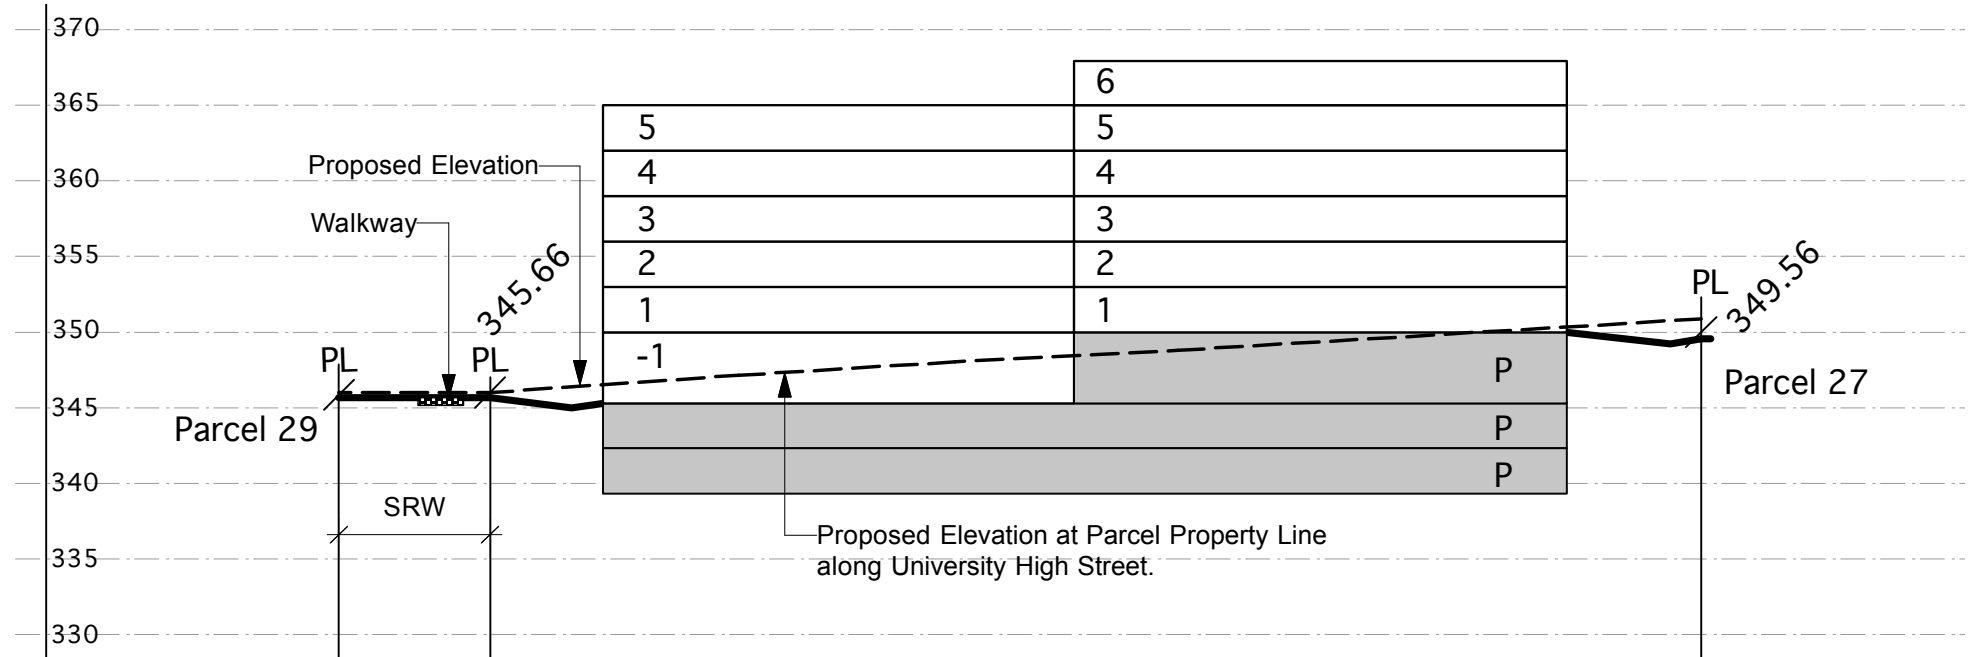 370
6
365
5
5
Proposed Elevation
4
4
360
Walkway
3
3
355
345.66
2
2
PL
349.56
1
1
350
PL
PL
-1
P
Parcel 27
345
Parcel 29
P
340
P
SRW
Proposed Elevation at Parcel Property Line
along University High Street.
335
330